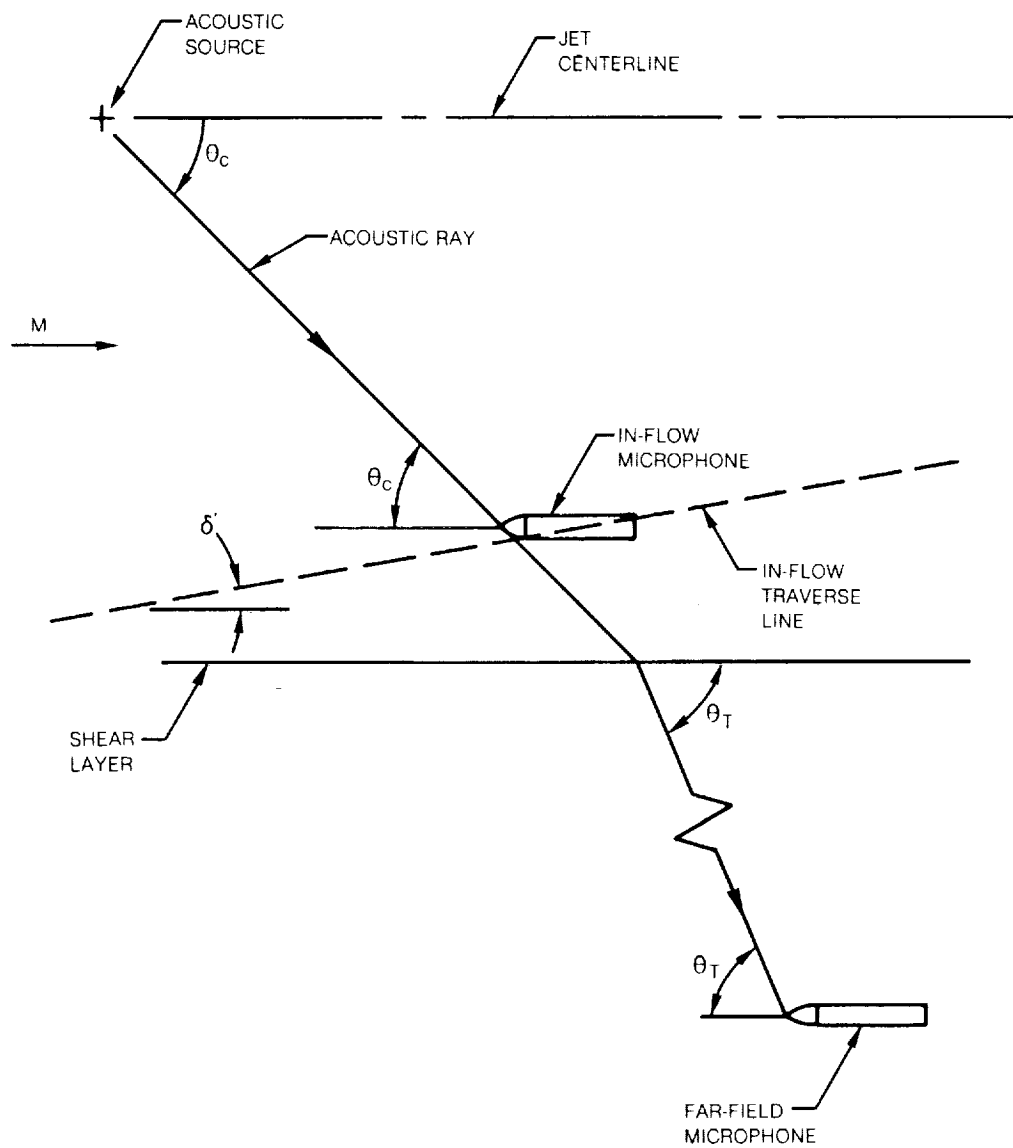 ACOUSTIC
SOURCE
JET
CENTERLINE
θc
ACOUSTIC RAY
M
IN-FLOW
MICROPHONE
θc
δ'
IN-FLOW
TRAVERSE
LINE
θT
SHEAR
LAYER
θT
FAR-FIELD
MICROPHONE